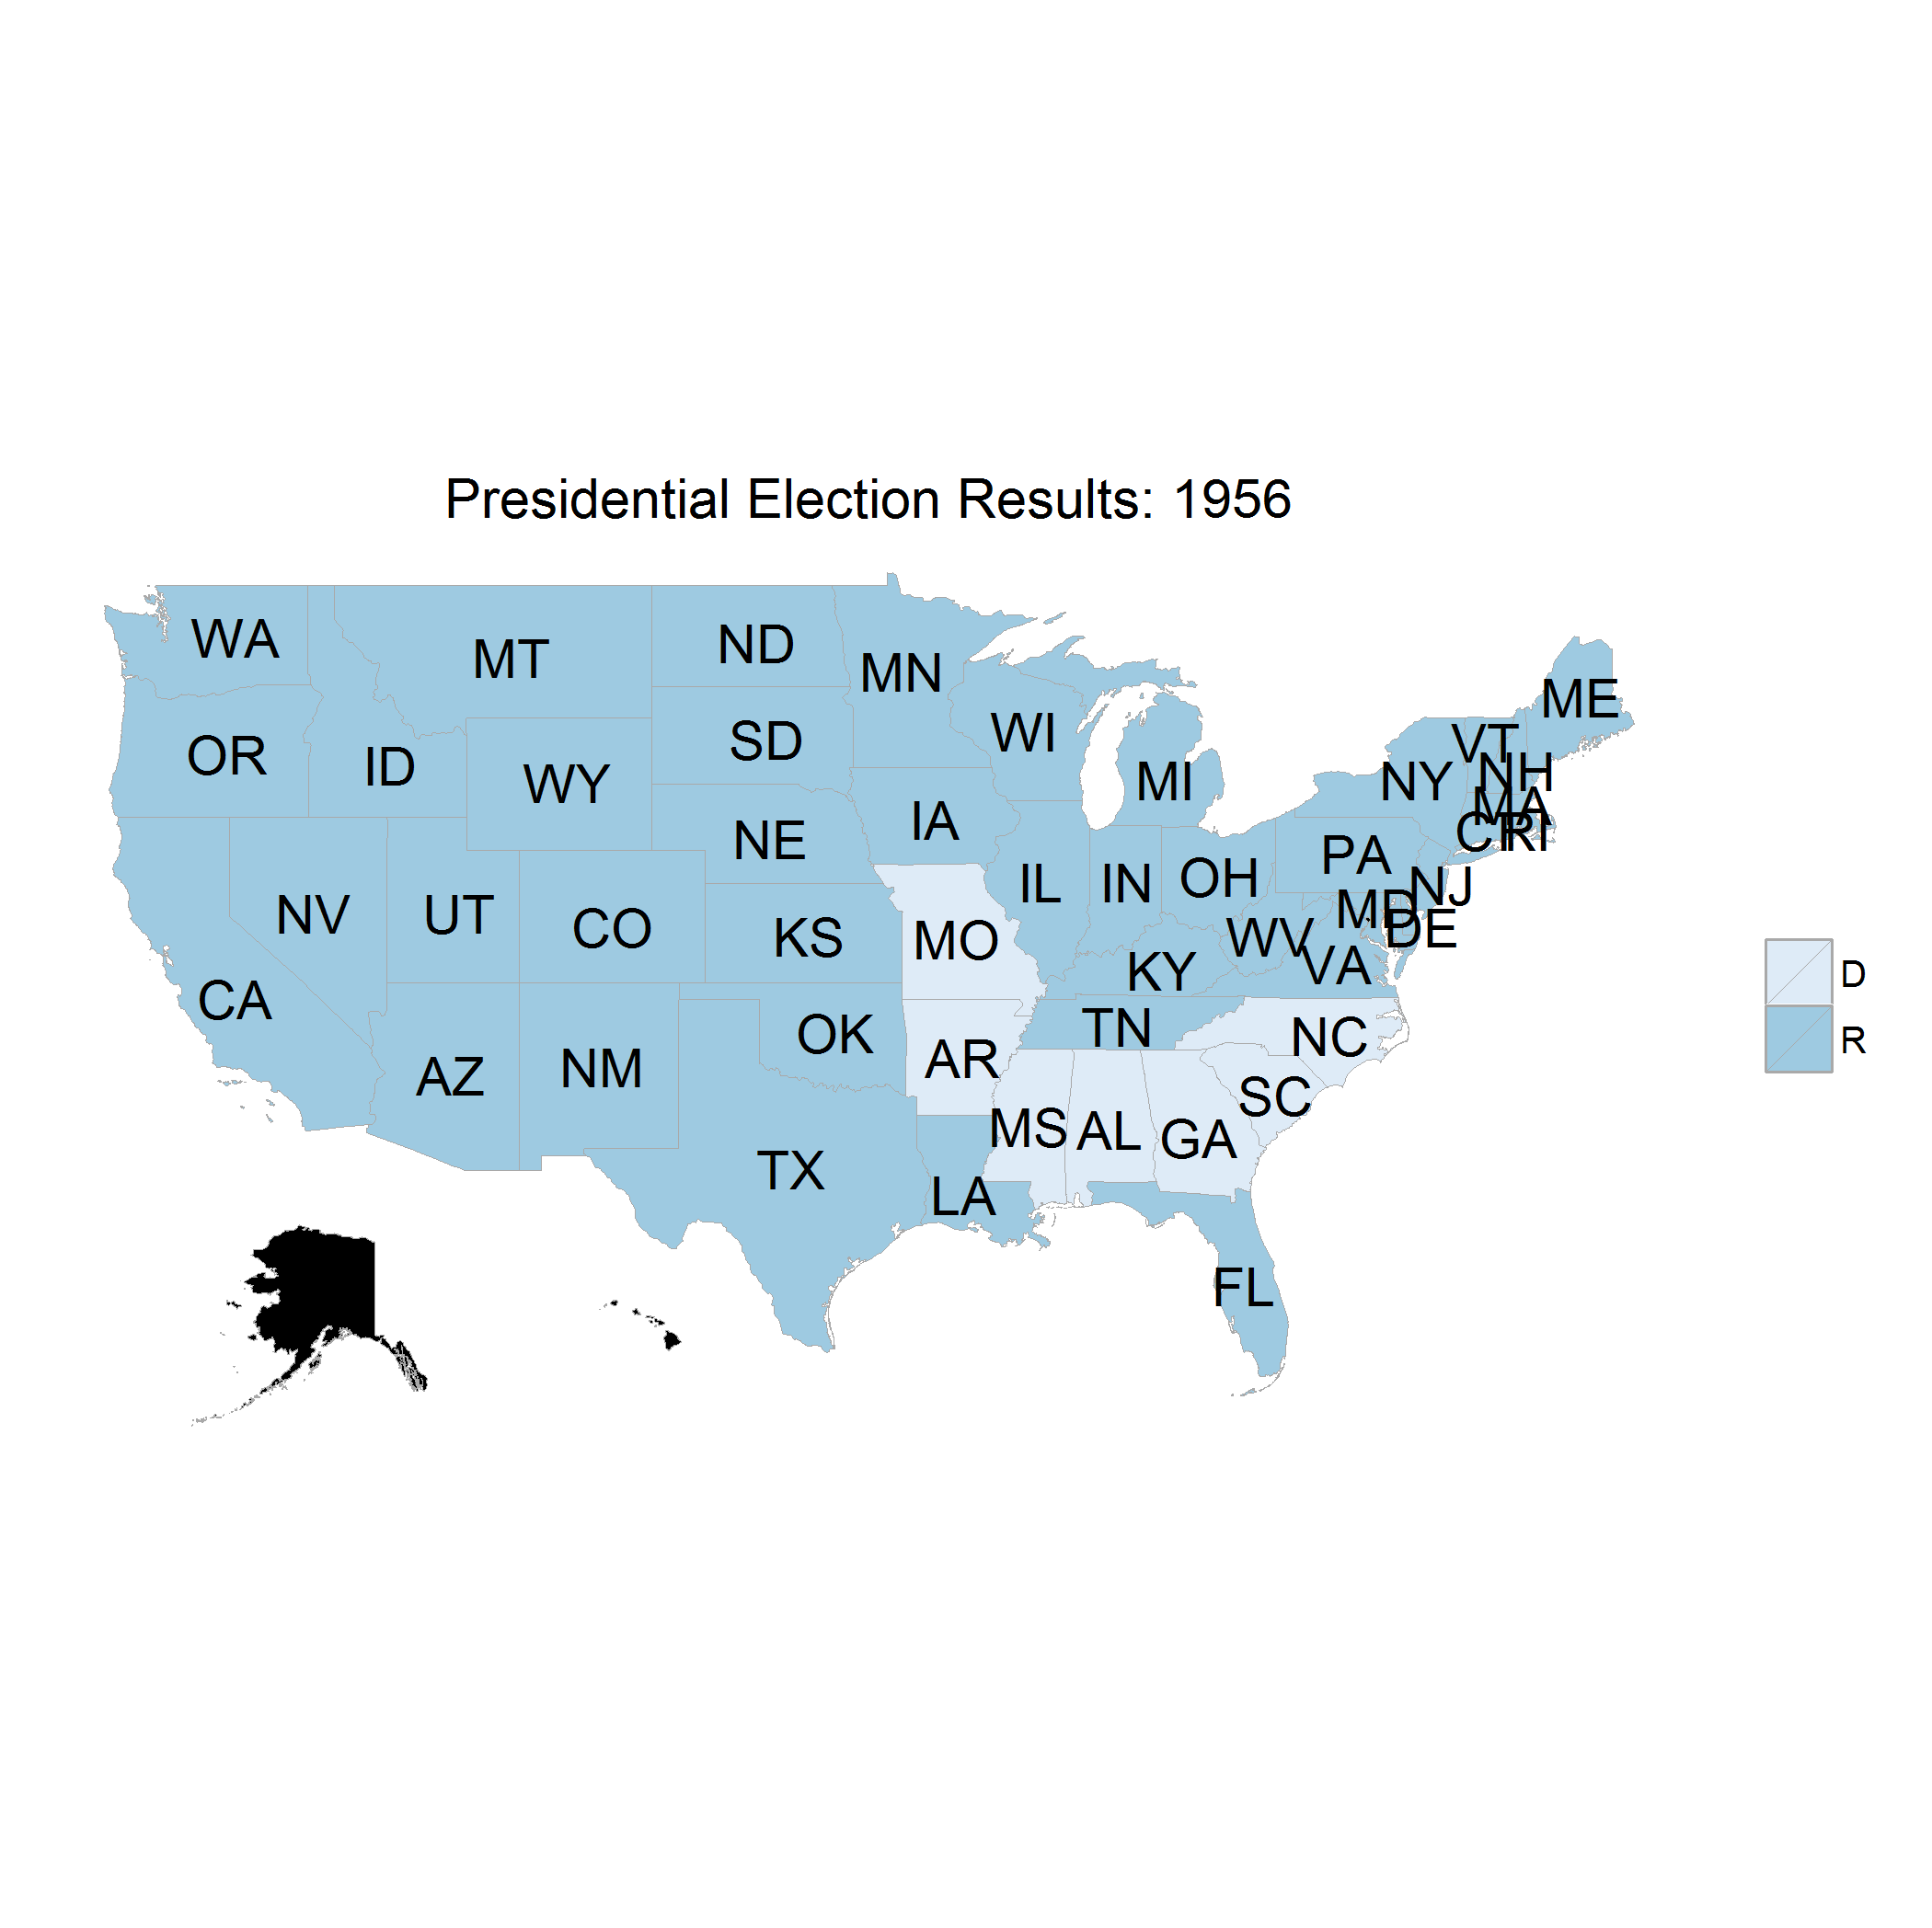 Presidential Election Results: 1956
WA
MT
ND
MN
ME
OR
ID
SD
WI
VT
WY
MI
NY
NH
MA
NE
IA
CT
RI
PA
NV
UT
CO
KS
MO
IL
IN
OH
NJ
MD
DE
WV
VA
KY
D
R
CA
AZ
NM
OK
AR
TN
NC
SC
TX
LA
MS
AL
GA
FL